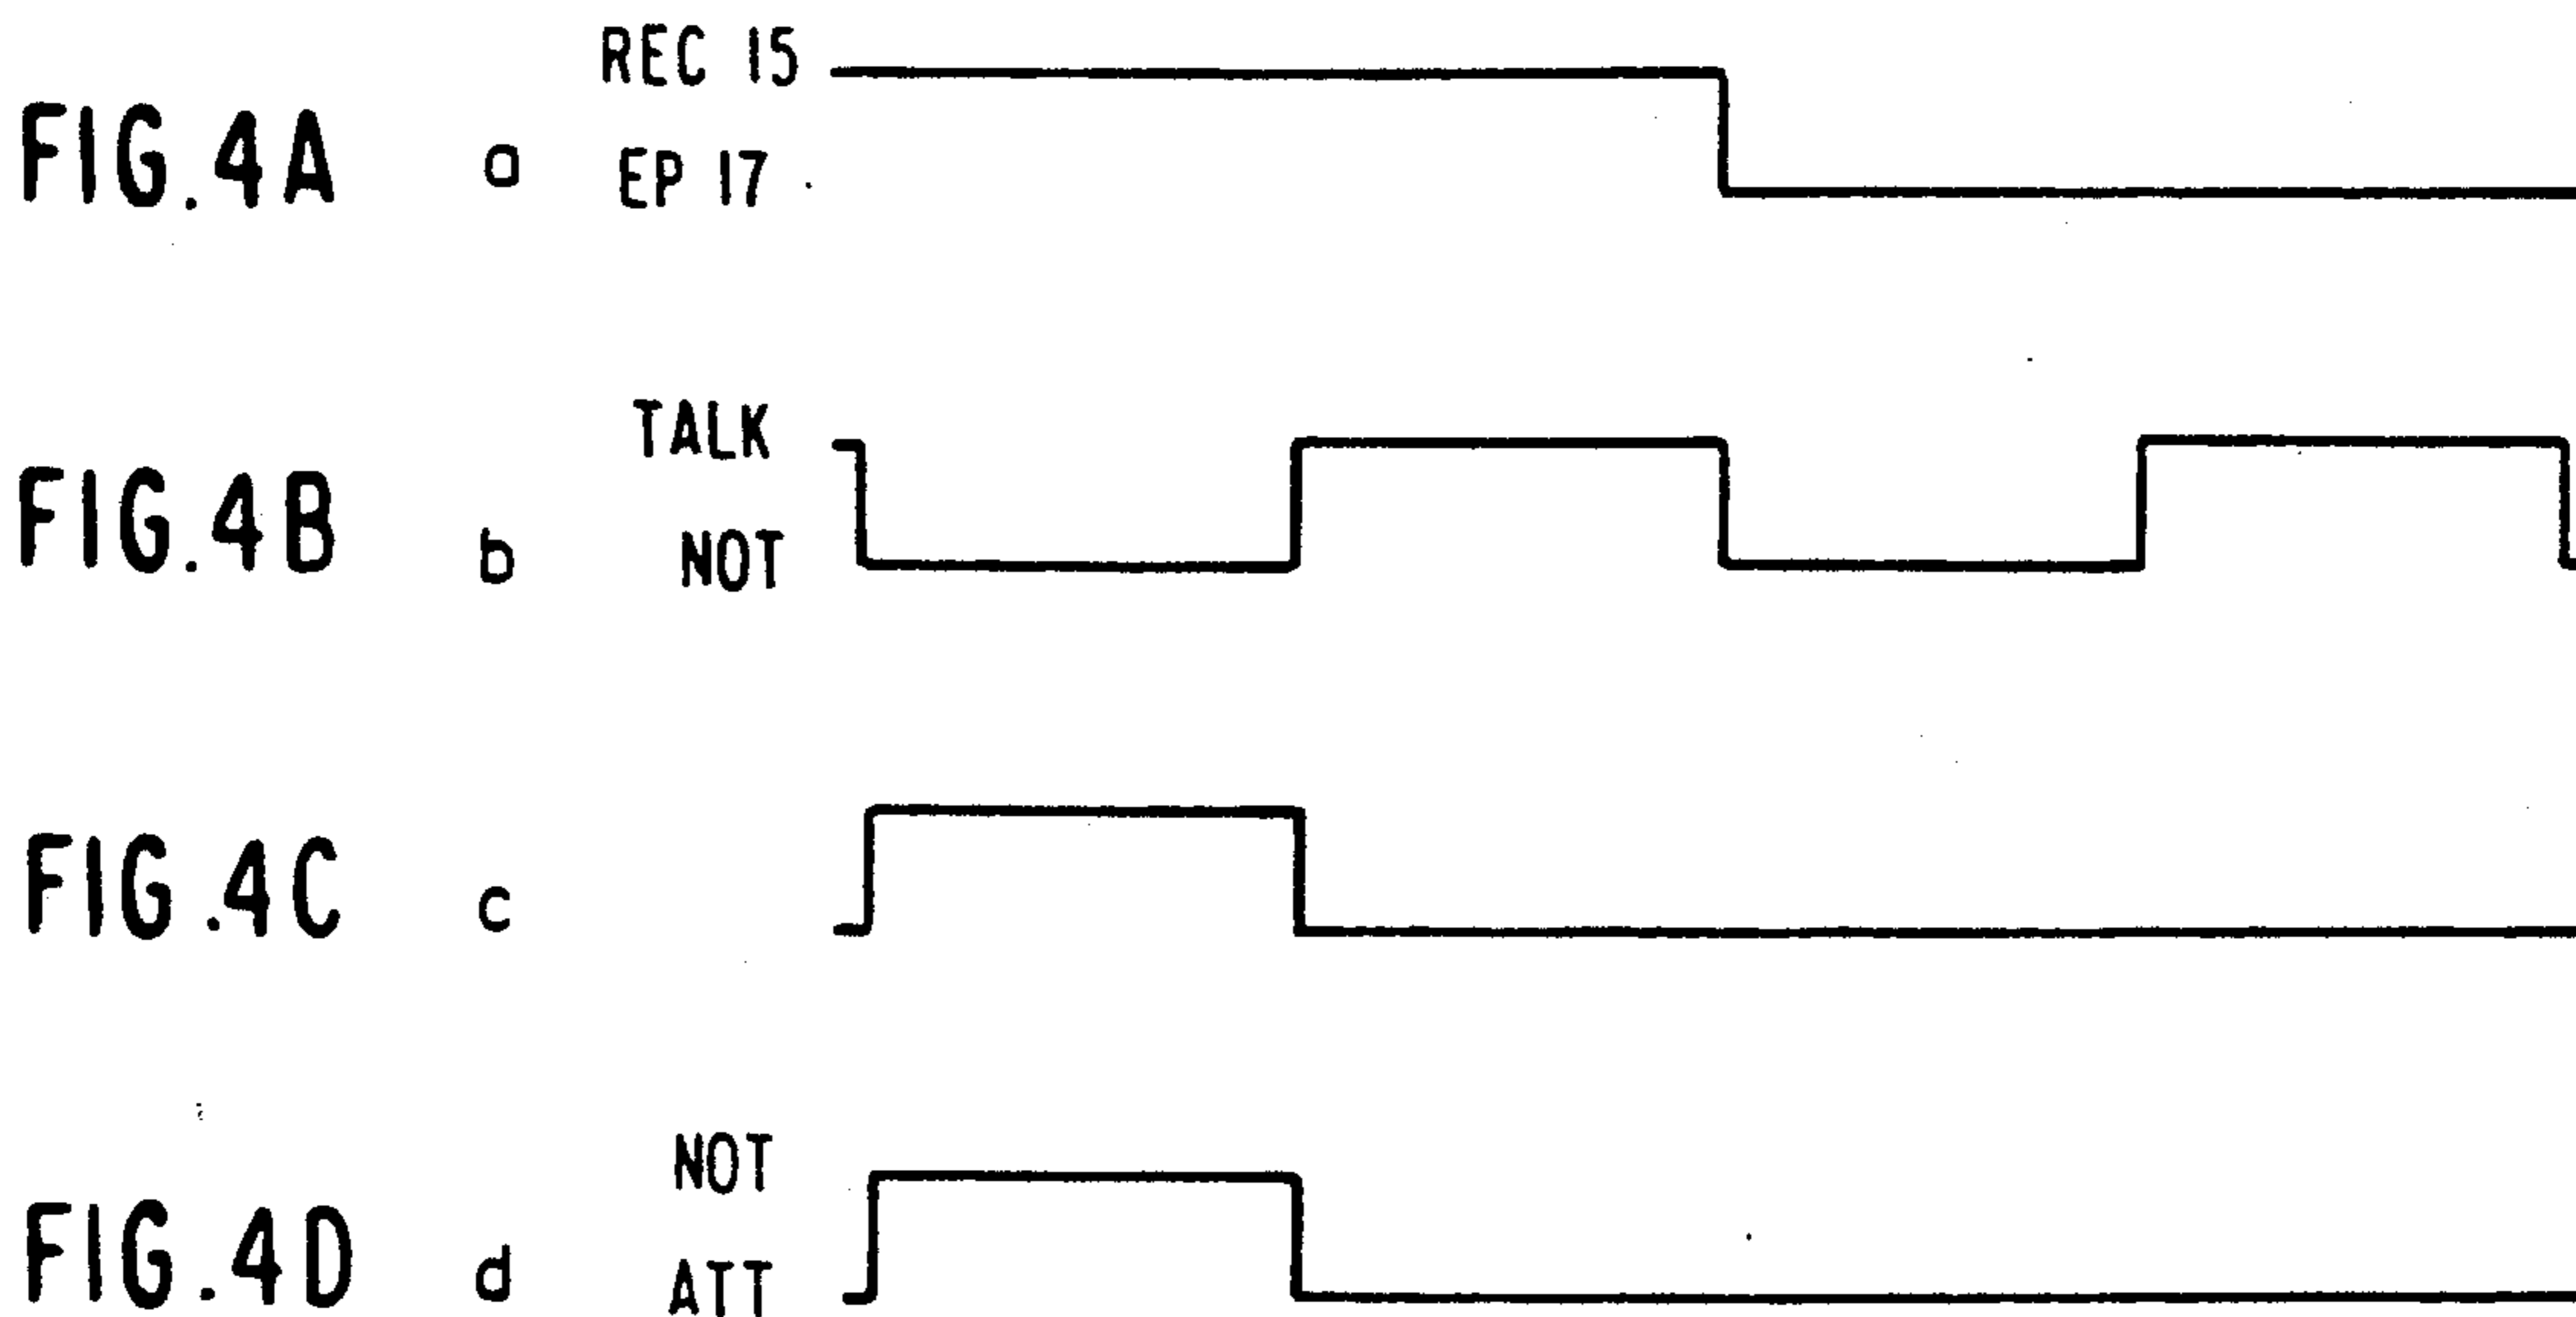 REC 15
FIG.4A a EP 17
TALK
FIG.4B b NOT
FIG.4C c
NOT
FIG.4D d ATT